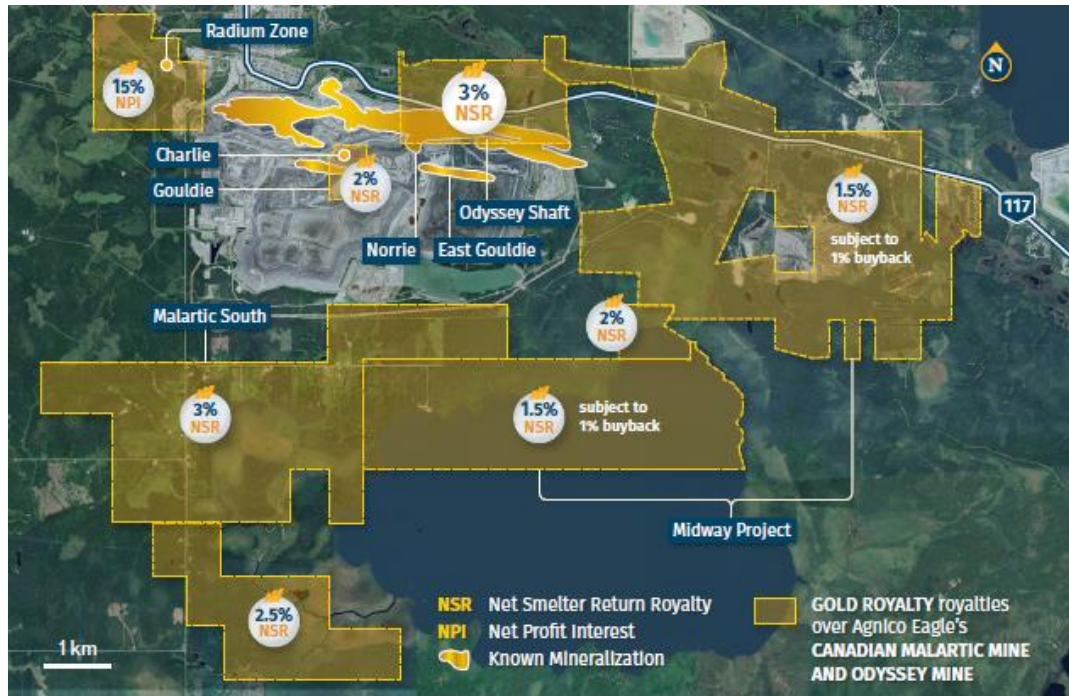 Radium Zone
N
15%
NPI
3%
NSR
Charlie
Gouldie
2%
NSR
Odyssey Shaft
Norrie
East Gouldie
1.5%
NSR
subject to
1% buyback
117
Malartic South
2%
NSR
3%
NSR
1.5%
NSR
subject to
1% buyback
Midway Project
2.5%
NSR
1 km
NSR Net Smelter Return Royalty
NPI Net Profit Interest
Known Mineralization
GOLD ROYALTY royalties
over Agnico Eagle's
CANADIAN MALARTIC MINE
AND ODYSSEY MINE